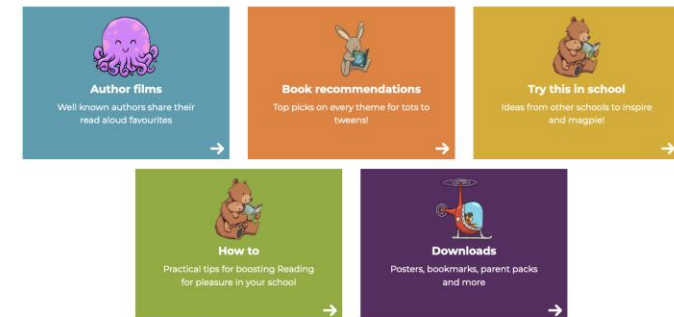 Author films
Well known authors share their
read aloud favourites
Book recommendations
Top picks on every theme for tots to
tweens!
Try this in school
Ideas from other schools to inspire
and magpie!
How to
Practical tips for boosting Reading
for pleasure in your school
Downloads
Posters, bookmarks, parent packs
and more